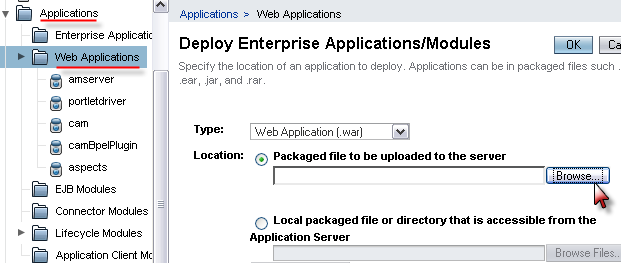 Applications
Enterprise Applicatic
Web Applications
amserver
portletdriver
cam
camBpelPlugin
aspects
EJB Modules
Connector Modules
Lifecycle Modules
Application Client Mo
Applications > Web Applications
Deploy Enterprise Applications/Modules
OK
Ca
Specify the location of an application to deploy. Applications can be in packaged files such ..
.ear, .jar, and .rar.
Type:
Web Application (.war)
Location:
Packaged file to be uploaded to the server
Browse...
Local packaged file or directory that is accessible from the
Application Server
Browse Files..